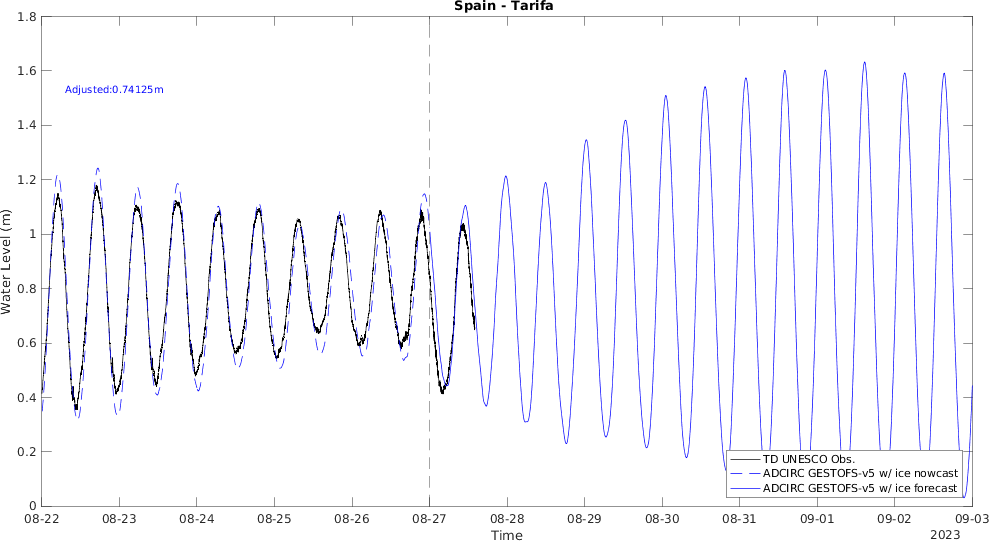 Spain - Tarifa
1.8
1.6
1.4
1.2
1
0.8
0.6
0.4
0.2
0
Water Level (m)
Adjusted:0.74125m
TD UNESCO Obs.
ADCIRC GESTOFS-v5 w/ ice nowcast
ADCIRC GESTOFS-v5 w/ ice forecast
08-22 08-23 08-24 08-25 08-26 08-27 08-28 08-29 08-30 08-31 09-01 09-02 09-03
Time
2023